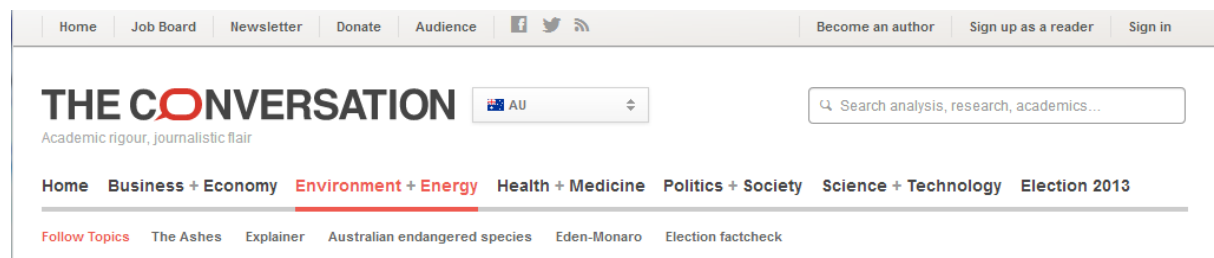 Home Job Board Newsletter Donate Audience Become an author Sign up as a reader Sign in
THE CONVERSATION AU Search analysis, research, academics...
Academic rigour, journalistic flair
Home Business + Economy Environment + Energy Health + Medicine Politics + Society Science + Technology Election 2013
Follow Topics The Ashes Explainer Australian endangered species Eden-Monaro Election factcheck